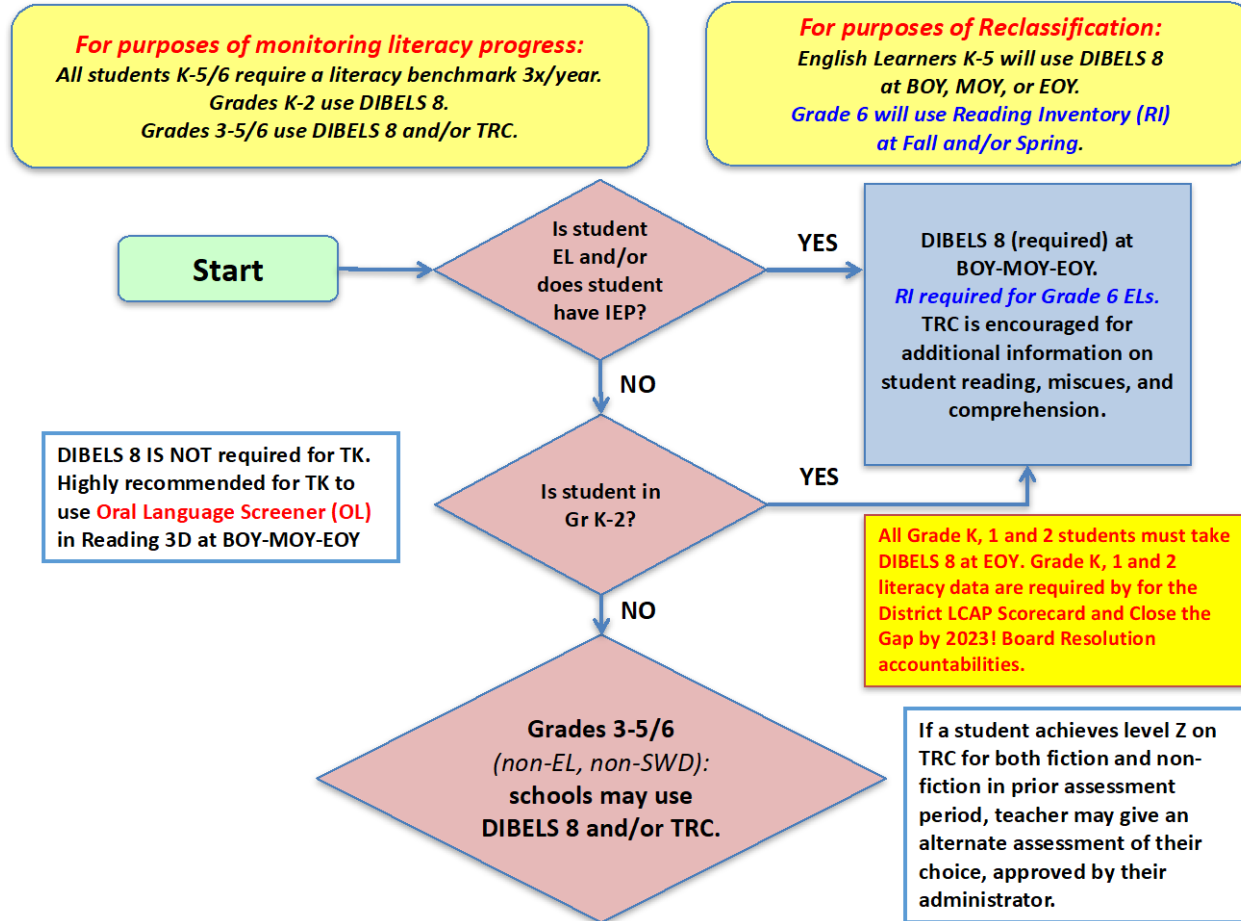 For purposes of monitoring literacy progress:
All students K-5/6 require a literacy benchmark 3x/year.
Grades K-2 use DIBELS 8.
Grades 3-5/6 use DIBELS 8 and/or TRC.
For purposes of Reclassification:
English Learners K-5 will use DIBELS 8
at BOY, MOY, or EOY.
Grade 6 will use Reading Inventory (RI)
at Fall and/or Spring.
Start
Is student
EL and/or
does student
have IEP?
YES
DIBELS 8 (required) at
BOY-MOY-EOY.
RI required for Grade 6 ELs.
TRC is encouraged for
additional information on
student reading, miscues, and
comprehension.
NO
DIBELS 8 IS NOT required for TK.
Highly recommended for TK to
use Oral Language Screener (OL)
in Reading 3D at BOY-MOY-EOY
Is student in
Gr K-2?
YES
All Grade K, 1 and 2 students must take
DIBELS 8 at EOY. Grade K, 1 and 2
literacy data are required by for the
District LCAP Scorecard and Close the
Gap by 2023! Board Resolution
accountabilities.
NO
Grades 3-5/6
(non-EL, non-SWD):
schools may use
DIBELS 8 and/or TRC.
If a student achieves level Z on
TRC for both fiction and non-
fiction in prior assessment
period, teacher may give an
alternate assessment of their
choice, approved by their
administrator.